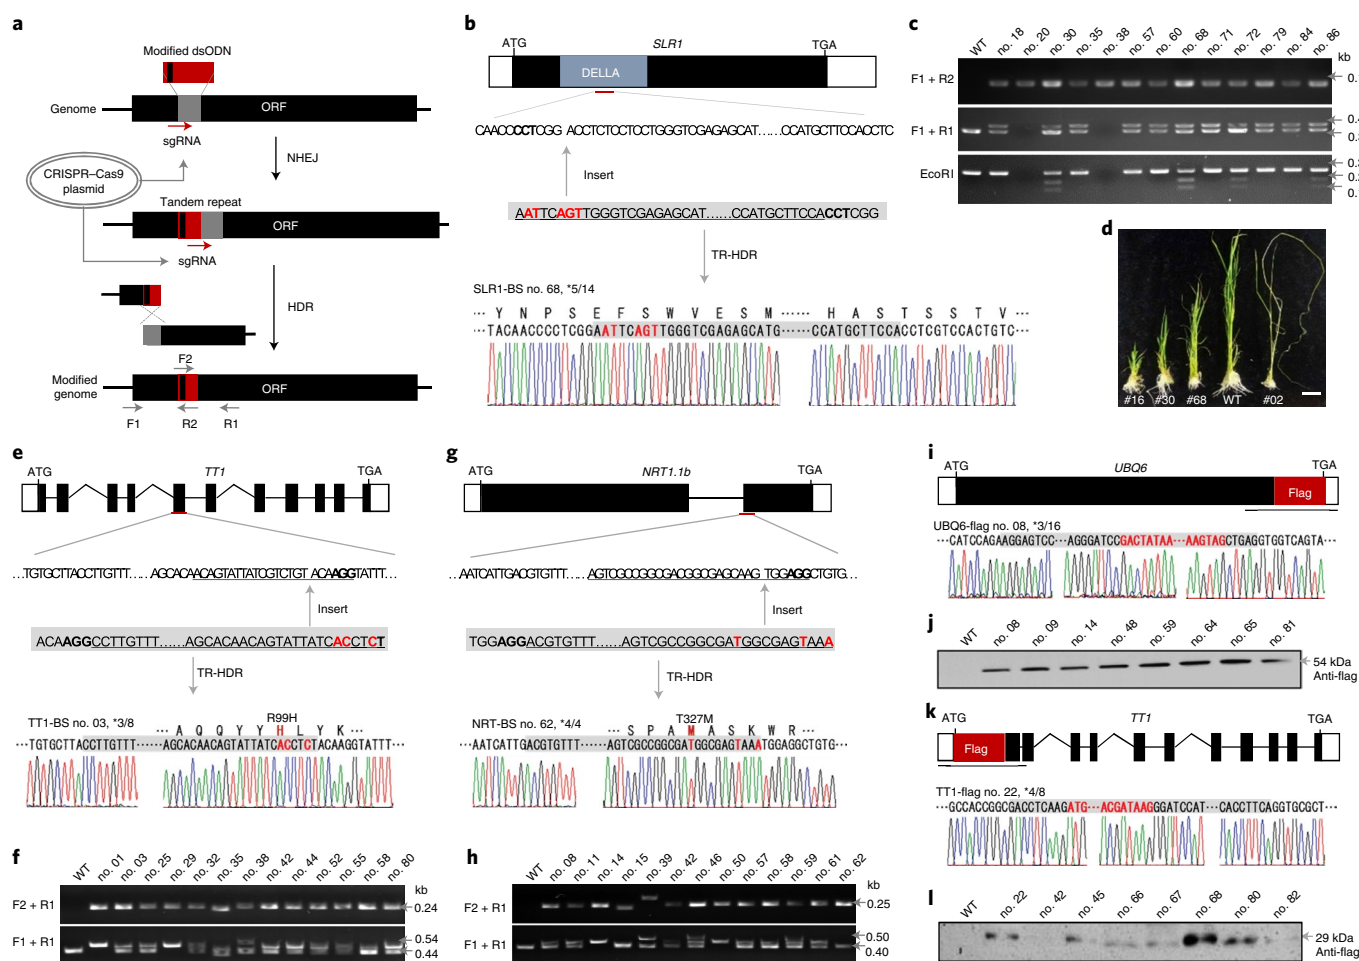 a
Modified dsODN
Genome
ORF
sgRNA
NHEJ
CRISPR–Cas9
plasmid
Tandem repeat
ORF
sgRNA
HDR
F2
Modified
genome
ORF
F1
R2
R1
b
ATG
SLR1
TGA
DELLA
CAACCCCTCGG ACCTCTCCTCCTGGGTCGAGAGCAT......CCATGCTTCCACCTC
Insert
AATTCAGTTGGGTCGAGAGCAT......CCATGCTTCCACCTCGG
TR-HDR
SLR1-BS no. 68, *5/14
··· Y N P S E F S W V E S M ··· H A S T S S T V ···
···TACAACCCCTCGGAATTCAGTTGGGTCGAGAGCATG······CCATGCTTCCACCTCGTCCACTGTC···
c
WT
no. 18
no. 20
no. 30
no. 35
no. 38
no. 57
no. 60
no. 68
no. 71
no. 72
no. 79
no. 84
no. 86
kb
F1 + R2
0.
F1 + R1
0.4
0.3
EcoRI
0.3
0.2
0.1
d
#16
#30
#68
WT
#02
e
ATG
TT1
TGA
...TGTGCTTACCTTGTTT......AGCACAACAGTATTATCGTCTGT ACAAGGTATTT...
Insert
ACAAGGCCTTGTTT......AGCACAACAGTATTATCACCTCT
TR-HDR
TT1-BS no. 03, *3/8
R99H
··· A Q Q Y Y H L Y K ···
···TGTGCTTACCTTGTTT······AGCACAACAGTATTATCACCTCTACAAGGTATTT···
f
WT
no. 01
no. 03
no. 25
no. 29
no. 32
no. 35
no. 38
no. 42
no. 44
no. 52
no. 55
no. 58
no. 80
kb
F2 + R1
0.24
F1 + R1
0.54
0.44
g
ATG
NRT1.1b
TGA
AATCATTGACGTGTTT......AGTCGCCGGCGACGGCGAGCAAG TGGAGGCTGTG...
Insert
TGGAGGACGTGTTT......AGTCGCCGGCGATGGCGAGTAAA
TR-HDR
NRT-BS no. 62, *4/4
T327M
··· S P A M A S K W R ···
···AATCATTGACGTGTTT······AGTCGCCGGCGATGGCGAGTAAATGGAGGCTGTG···
h
WT
no. 08
no. 11
no. 14
no. 15
no. 39
no. 42
no. 46
no. 50
no. 57
no. 58
no. 59
no. 61
no. 62
kb
F2 + R1
0.25
F1 + R1
0.50
0.40
i
ATG
UBQ6
TGA
Flag
UBQ6-flag no. 08, *3/16
···CATCCAGAAGGAGTCC···AGGGATCCGACTATAA···AAGTAGCTGAGGTGGTCAGTA···
j
WT
no. 08
no. 09
no. 14
no. 48
no. 59
no. 64
no. 65
no. 81
54 kDa
Anti-flag
k
ATG
TT1
TGA
Flag
TT1-flag no. 22, *4/8
···GCCACCGGCGACCTCAAGATG···ACGATAAGGGATCCAT···CACCTTCAGGTGCGCT···
l
WT
no. 22
no. 42
no. 45
no. 66
no. 67
no. 68
no. 80
no. 82
29 kDa
Anti-flag